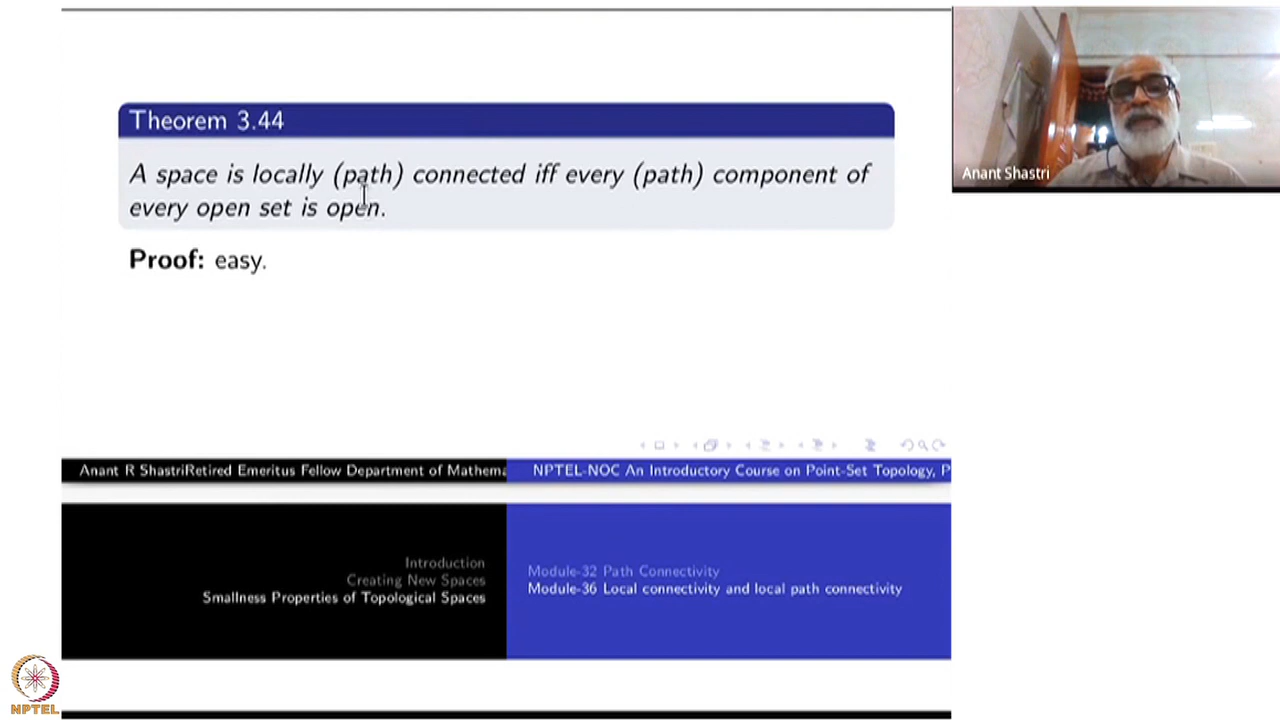 Theorem 3.44
A space is locally (path) connected iff every (path) component of
every open set is open.
Proof: easy.
Anant Shastri
Anant R ShastriRetired Emeritus Fellow Department of Mathema
NPTEL-NOC An Introductory Course on Point-Set Topology, P
Introduction
Creating New Spaces
Smallness Properties of Topological Spaces
Module-32 Path Connectivity
Module-36 Local connectivity and local path connectivity
NPTEL